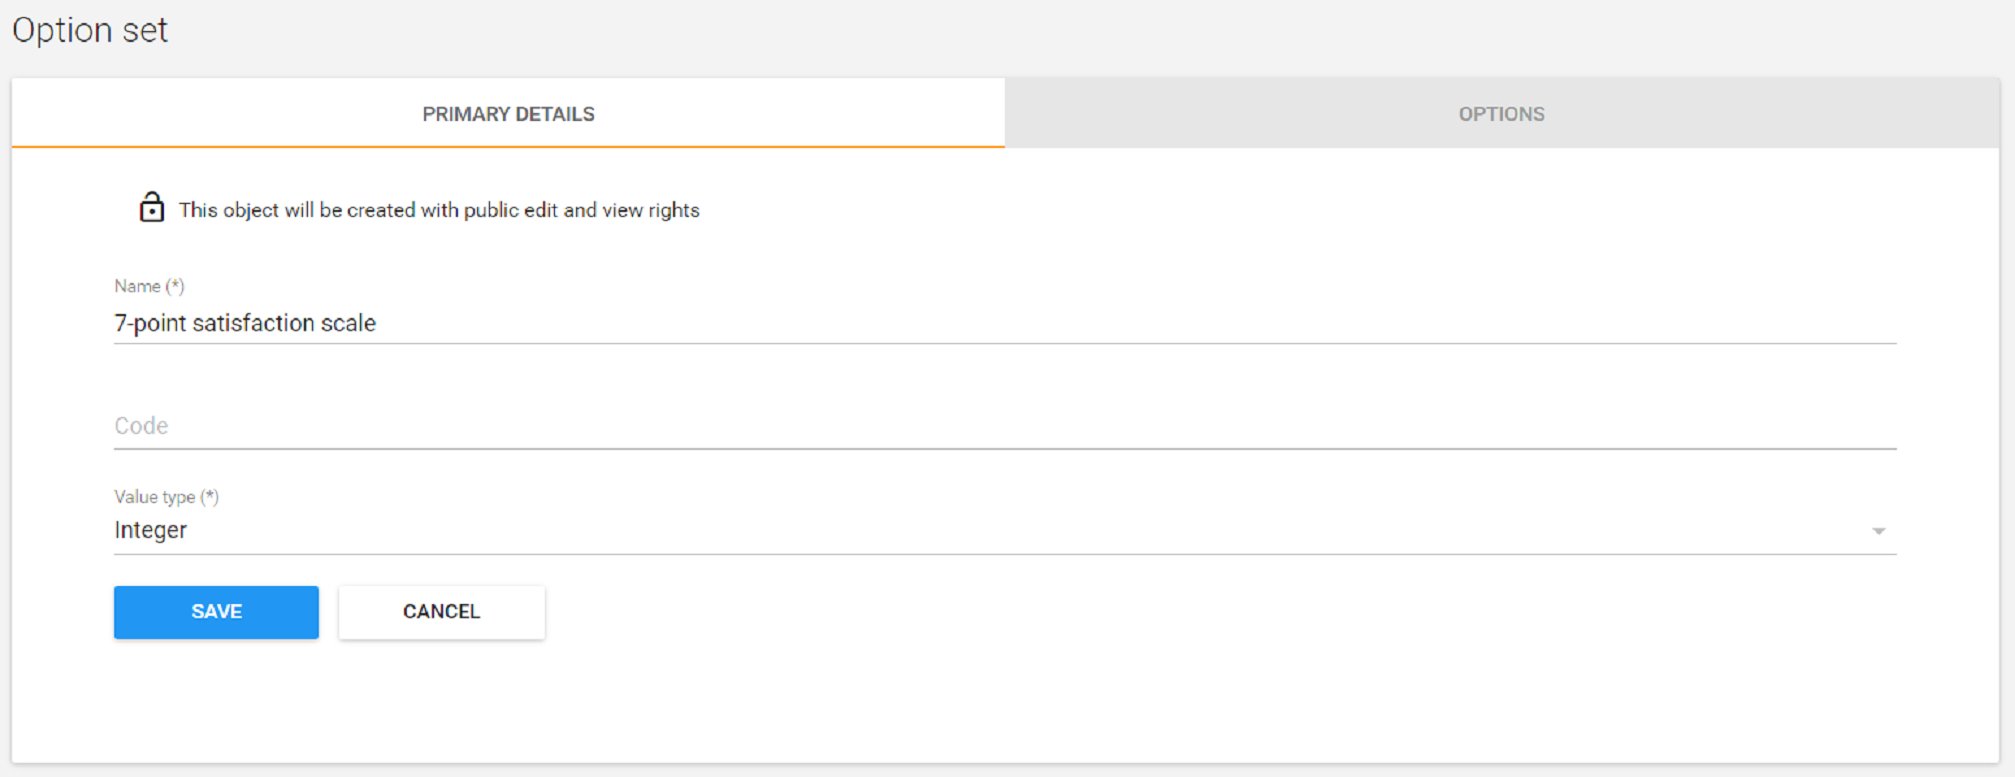 Option set
PRIMARY DETAILS
OPTIONS
This object will be created with public edit and view rights
Name (*)
7-point satisfaction scale
Code
Value type (*)
Integer
SAVE
CANCEL